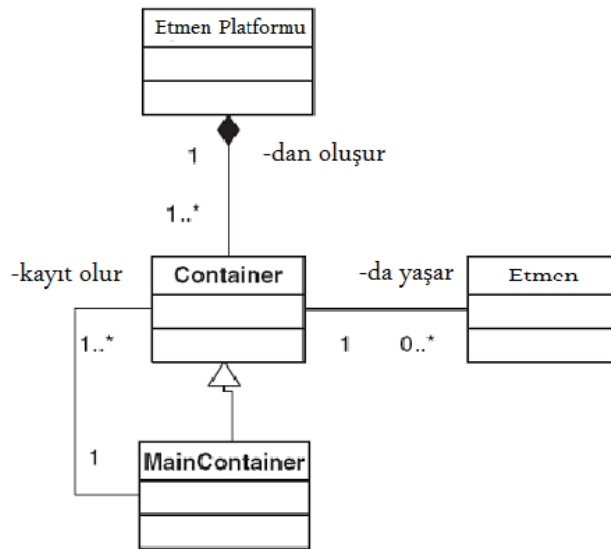 Etmen Platformu
1
-dan oluşur
1..*
-kayıt olur
Container
-da yaşar
Etmen
1..*
1
0..*
1
MainContainer